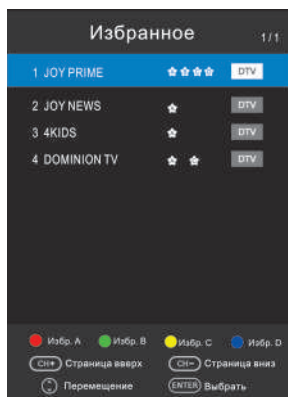 Избранное 1/1
1 JOY PRIME DTV
2 JOY NEWS DTV
3 4KIDS DTV
4 DOMINION TV DTV
Избр. A Избр. B Избр. C Избр. D
CH+ Страница вверх CH- Страница вниз
Перемещение ENTER Выбрать